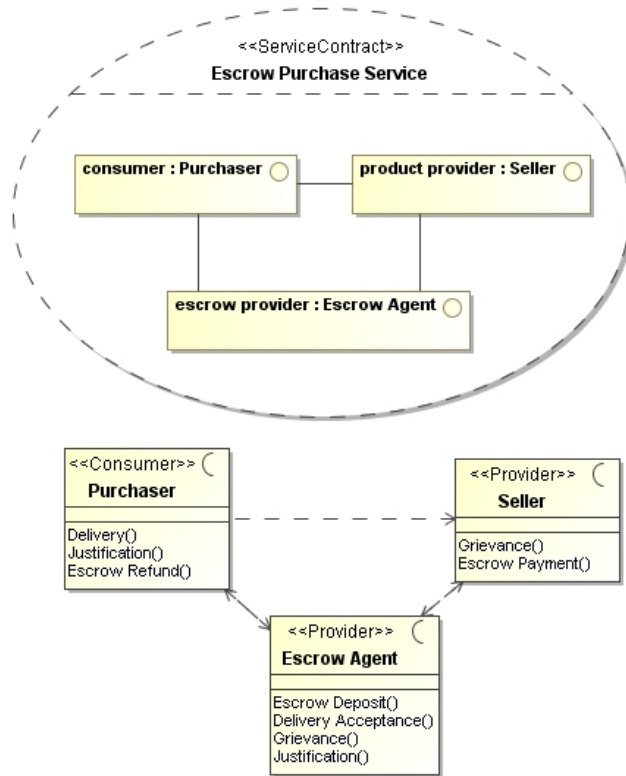 <<ServiceContract>>
Escrow Purchase Service
consumer : Purchaser
product provider : Seller
escrow provider : Escrow Agent
<<Consumer>>
Purchaser
Delivery()
Justification()
Escrow Refund()
<<Provider>>
Seller
Grievance()
Escrow Payment()
<<Provider>>
Escrow Agent
Escrow Deposit()
Delivery Acceptance()
Grievance()
Justification()